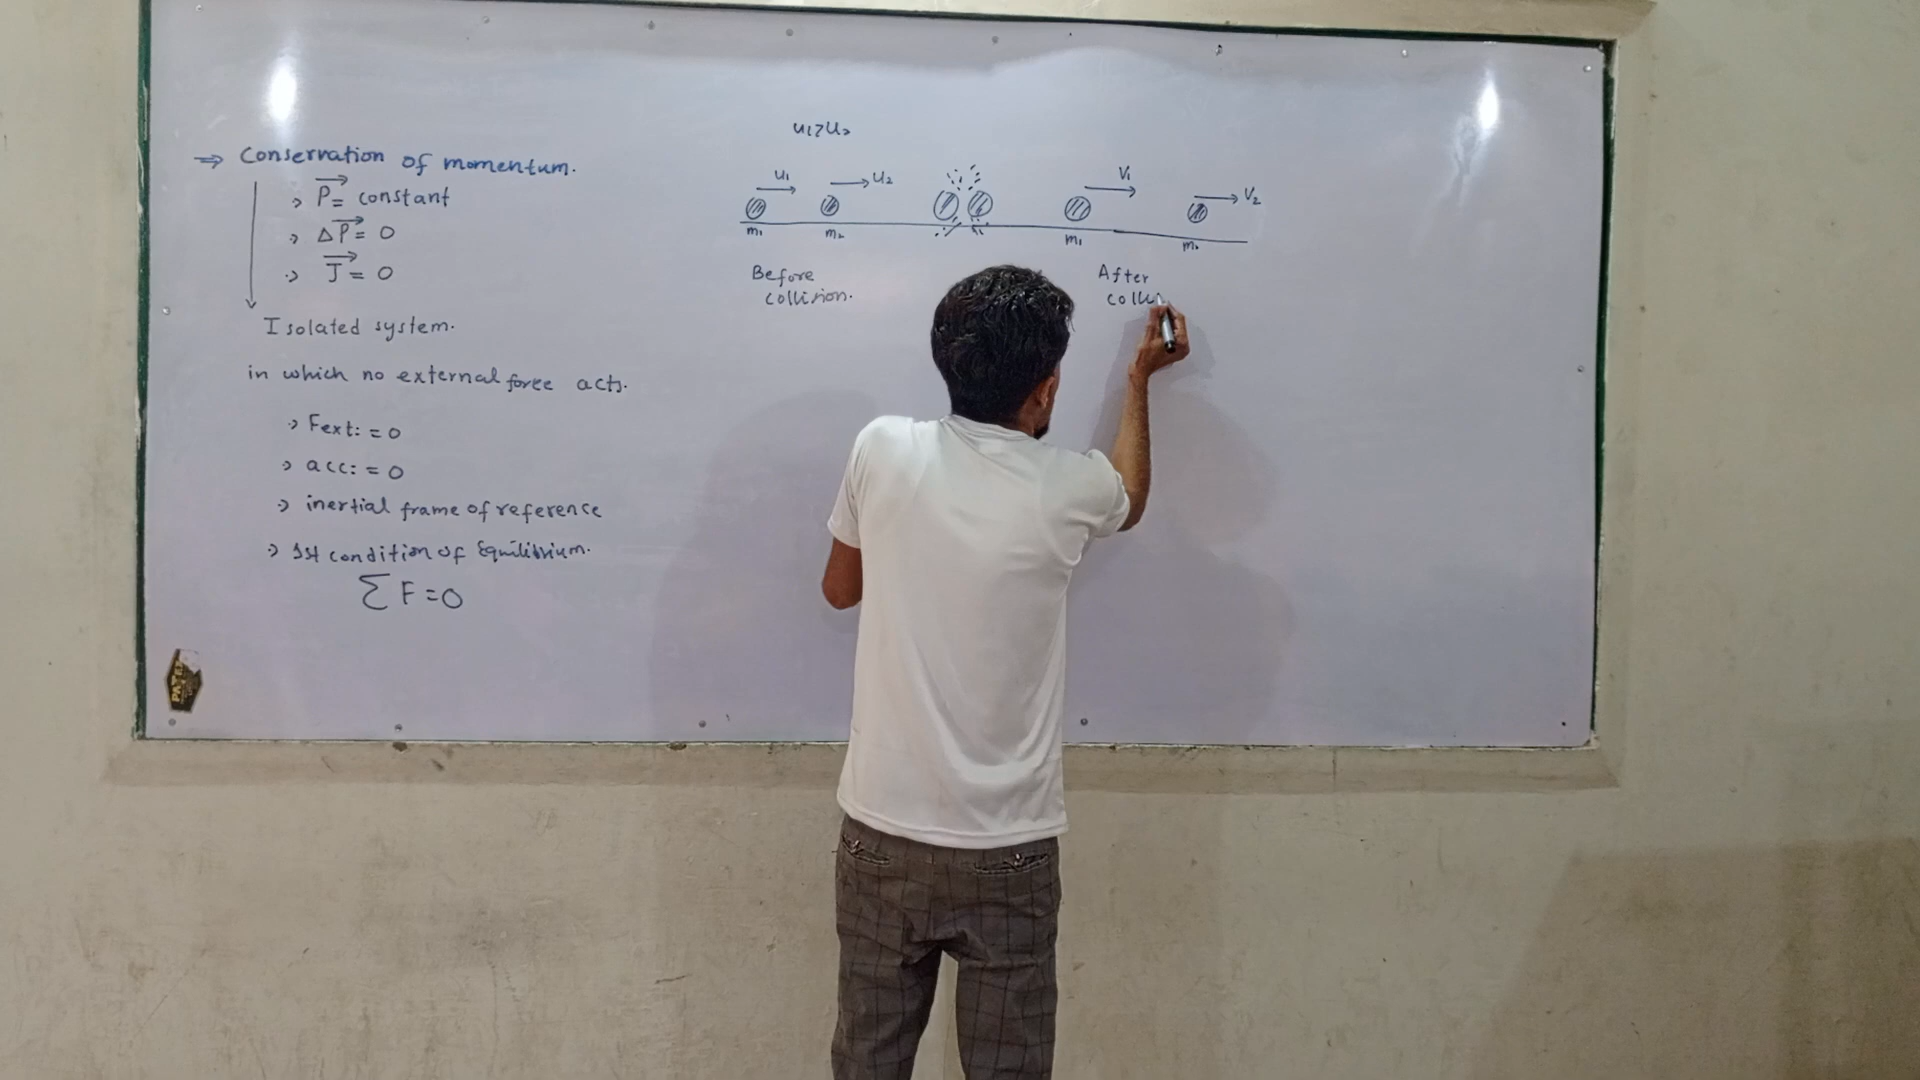 ⇒ Conservation of momentum.
→ P⃗ = constant
→ ΔP⃗ = 0
→ J⃗ = 0
Isolated system.
in which no external force acts.
→ Fext: = 0
→ acc: = 0
→ inertial frame of reference
→ 1st condition of Equilibrium.
Σ F = 0
u₁>u₂
u₁ u₂ v₁ v₂
m₁ m₂ m₁ m₂
Before
collision.
After
colli